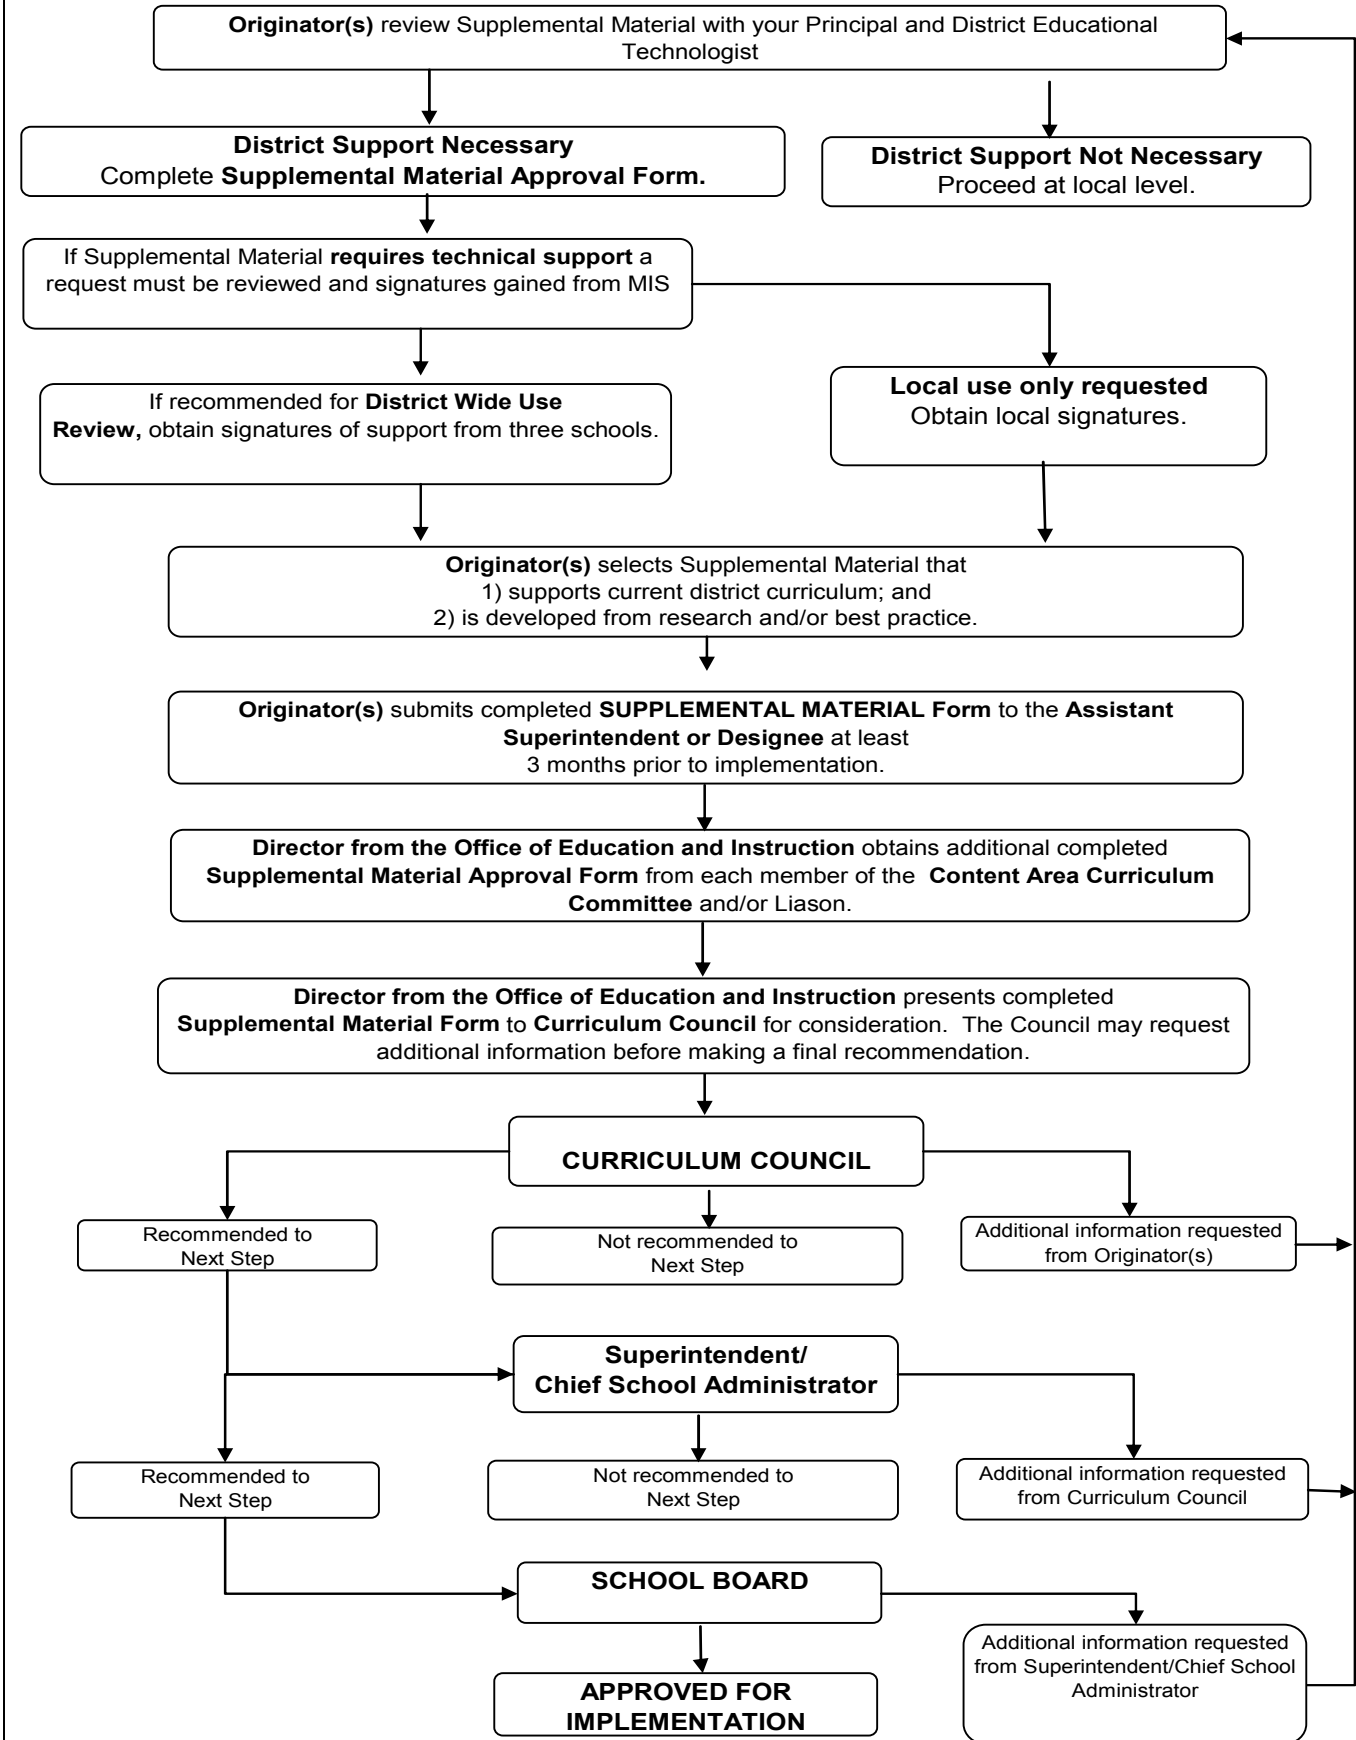 Originator(s) review Supplemental Material with your Principal and District Educational
Technologist
District Support Necessary
Complete Supplemental Material Approval Form.
District Support Not Necessary
Proceed at local level.
If Supplemental Material requires technical support a
request must be reviewed and signatures gained from MIS
If recommended for District Wide Use
Review, obtain signatures of support from three schools.
Local use only requested
Obtain local signatures.
Originator(s) selects Supplemental Material that
1) supports current district curriculum; and
2) is developed from research and/or best practice.
Originator(s) submits completed SUPPLEMENTAL MATERIAL Form to the Assistant
Superintendent or Designee at least
3 months prior to implementation.
Director from the Office of Education and Instruction obtains additional completed
Supplemental Material Approval Form from each member of the Content Area Curriculum
Committee and/or Liason.
Director from the Office of Education and Instruction presents completed
Supplemental Material Form to Curriculum Council for consideration. The Council may request
additional information before making a final recommendation.
CURRICULUM COUNCIL
Recommended to
Next Step
Not recommended to
Next Step
Additional information requested
from Originator(s)
Superintendent/
Chief School Administrator
Recommended to
Next Step
Not recommended to
Next Step
Additional information requested
from Curriculum Council
SCHOOL BOARD
APPROVED FOR
IMPLEMENTATION
Additional information requested
from Superintendent/Chief School
Administrator